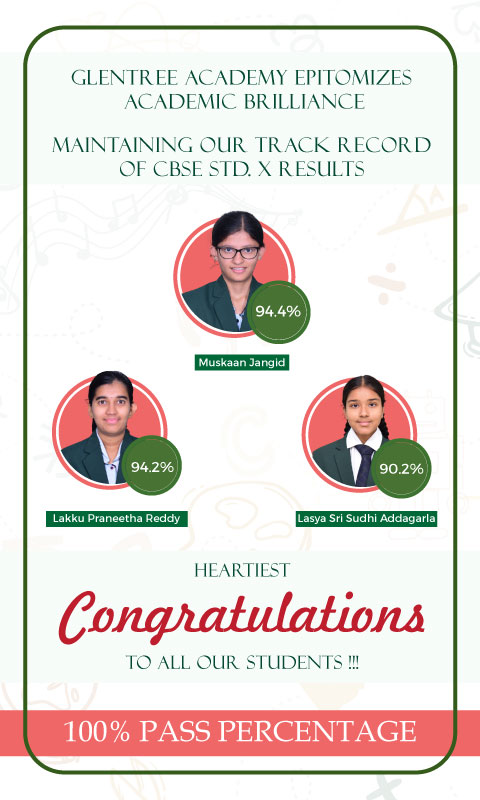 GLENTREE ACADEMY EPITOMIZES
ACADEMIC BRILLIANCE
MAINTAINING OUR TRACK RECORD
OF CBSE STD. X RESULTS
94.4%
Muskaan Jangid
94.2%
Lakku Praneetha Reddy
90.2%
Lasya Sri Sudhi Addagarla
HEARTIEST
Congratulations
TO ALL OUR STUDENTS !!!
100% PASS PERCENTAGE